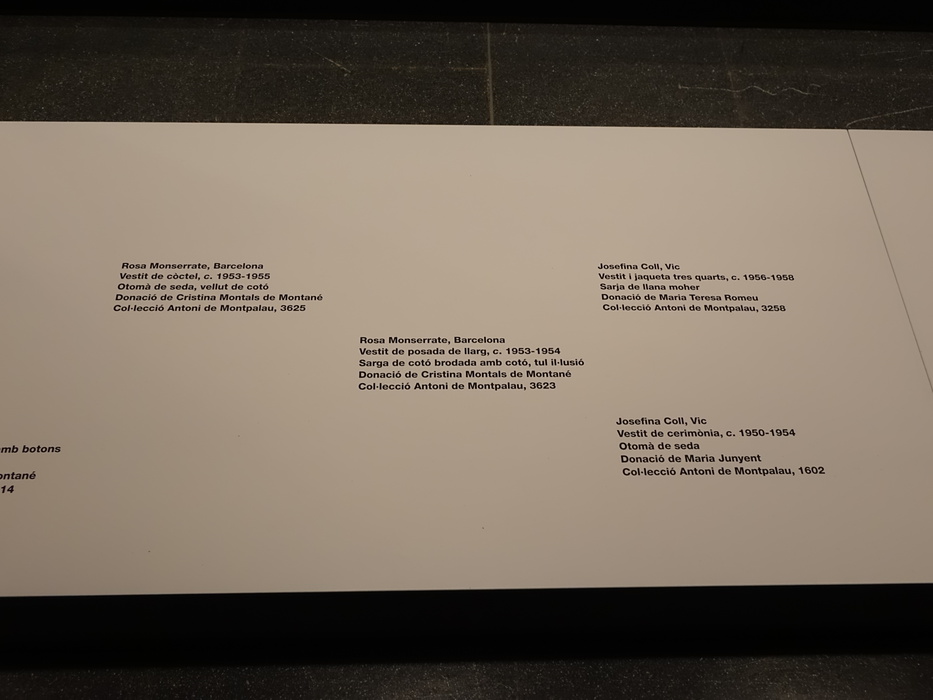 Rosa Monserrate, Barcelona
Vestit de còctel, c. 1953-1955
Otomà de seda, vellut de cotó
Donació de Cristina Montals de Montané
Col·lecció Antoni de Montpalau, 3625
Josefina Coll, Vic
Vestit i jaqueta tres quarts, c. 1956-1958
Sarja de llana moher
Donació de Maria Teresa Romeu
Col·lecció Antoni de Montpalau, 3258
Rosa Monserrate, Barcelona
Vestit de posada de llarg, c. 1953-1954
Sarga de cotó brodada amb cotó, tul il·lusió
Donació de Cristina Montals de Montané
Col·lecció Antoni de Montpalau, 3623
Josefina Coll, Vic
Vestit de cerimònia, c. 1950-1954
Otomà de seda
Donació de Maria Junyent
Col·lecció Antoni de Montpalau, 1602
mb botons
ontané
14